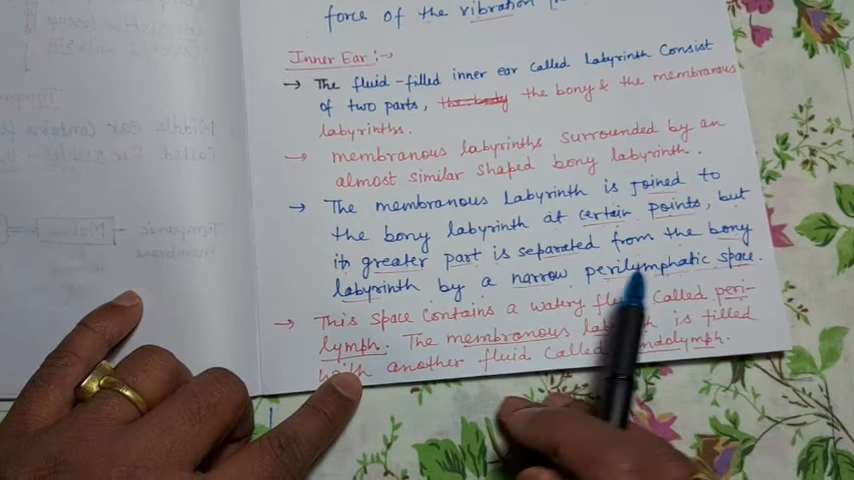 force of the vibration
Inner Ear :-
→ The fluid-filled inner ear called labyrinth consist
of two parts, the bony & the membranous
labyrinths.
→ membranous labyrinths surrounded by an
almost similar shaped bony labyrinth.
→ The membranous labyrinth is joined to
the bony labyrinth at certain points, but
its greater part is separated from the bony
labyrinth by a narrow perilymphatic space.
→ This space contains a watery called peri-
lymph. The membranous is filled
with another fluid called endolymph.